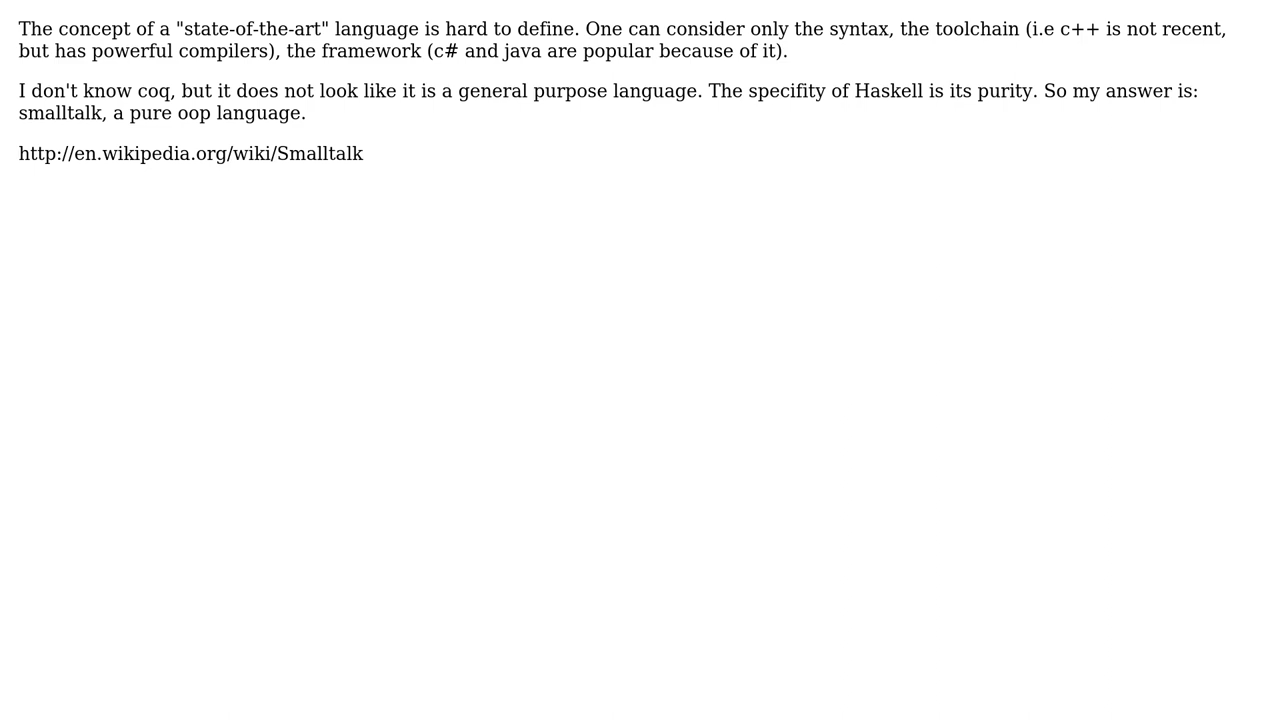 The concept of a "state-of-the-art" language is hard to define. One can consider only the syntax, the toolchain (i.e c++ is not recent,
but has powerful compilers), the framework (c# and java are popular because of it).
I don't know coq, but it does not look like it is a general purpose language. The specifity of Haskell is its purity. So my answer is:
smalltalk, a pure oop language.
http://en.wikipedia.org/wiki/Smalltalk